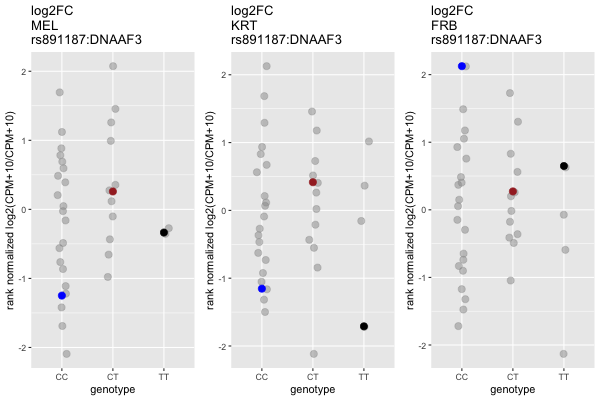 log2FC
MEL
rs891187:DNAAF3
rank normalized log2(CPM+10/CPM+10)
2
1
0
-1
-2
CC CT TT
genotype
log2FC
KRT
rs891187:DNAAF3
rank normalized log2(CPM+10/CPM+10)
2
1
0
-1
-2
CC CT TT
genotype
log2FC
FRB
rs891187:DNAAF3
rank normalized log2(CPM+10/CPM+10)
2
1
0
-1
-2
CC CT TT
genotype